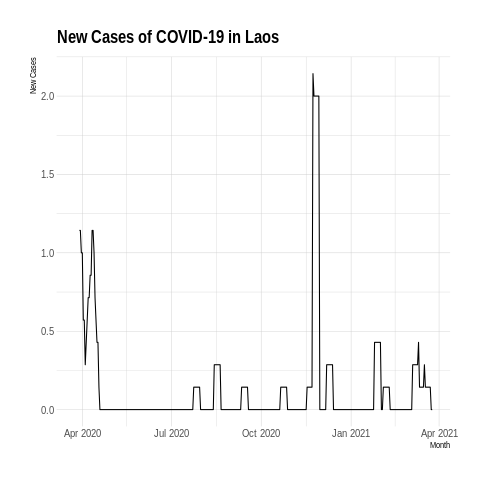 New Cases of COVID-19 in Laos
New Cases
2.0
1.5
1.0
0.5
0.0
Apr 2020 Jul 2020 Oct 2020 Jan 2021 Apr 2021
Month